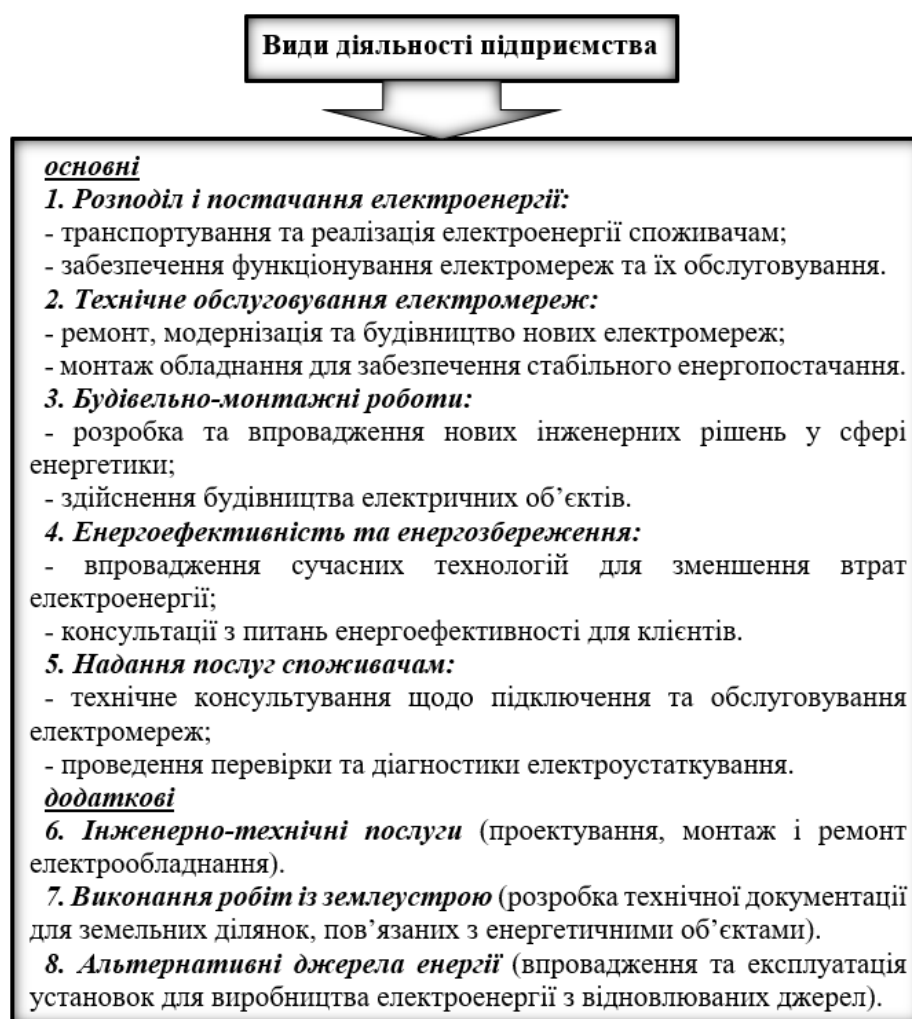 Види діяльності підприємства
основні
1. Розподіл і постачання електроенергії:
- транспортування та реалізація електроенергії споживачам;
- забезпечення функціонування електромереж та їх обслуговування.
2. Технічне обслуговування електромереж:
- ремонт, модернізація та будівництво нових електромереж;
- монтаж обладнання для забезпечення стабільного енергопостачання.
3. Будівельно-монтажні роботи:
- розробка та впровадження нових інженерних рішень у сфері
енергетики;
- здійснення будівництва електричних об’єктів.
4. Енергоефективність та енергозбереження:
- впровадження сучасних технологій для зменшення втрат
електроенергії;
- консультації з питань енергоефективності для клієнтів.
5. Надання послуг споживачам:
- технічне консультування щодо підключення та обслуговування
електромереж;
- проведення перевірки та діагностики електроустаткування.
додаткові
6. Інженерно-технічні послуги (проектування, монтаж і ремонт
електрообладнання).
7. Виконання робіт із землеустрою (розробка технічної документації
для земельних ділянок, пов’язаних з енергетичними об’єктами).
8. Альтернативні джерела енергії (впровадження та експлуатація
установок для виробництва електроенергії з відновлюваних джерел).